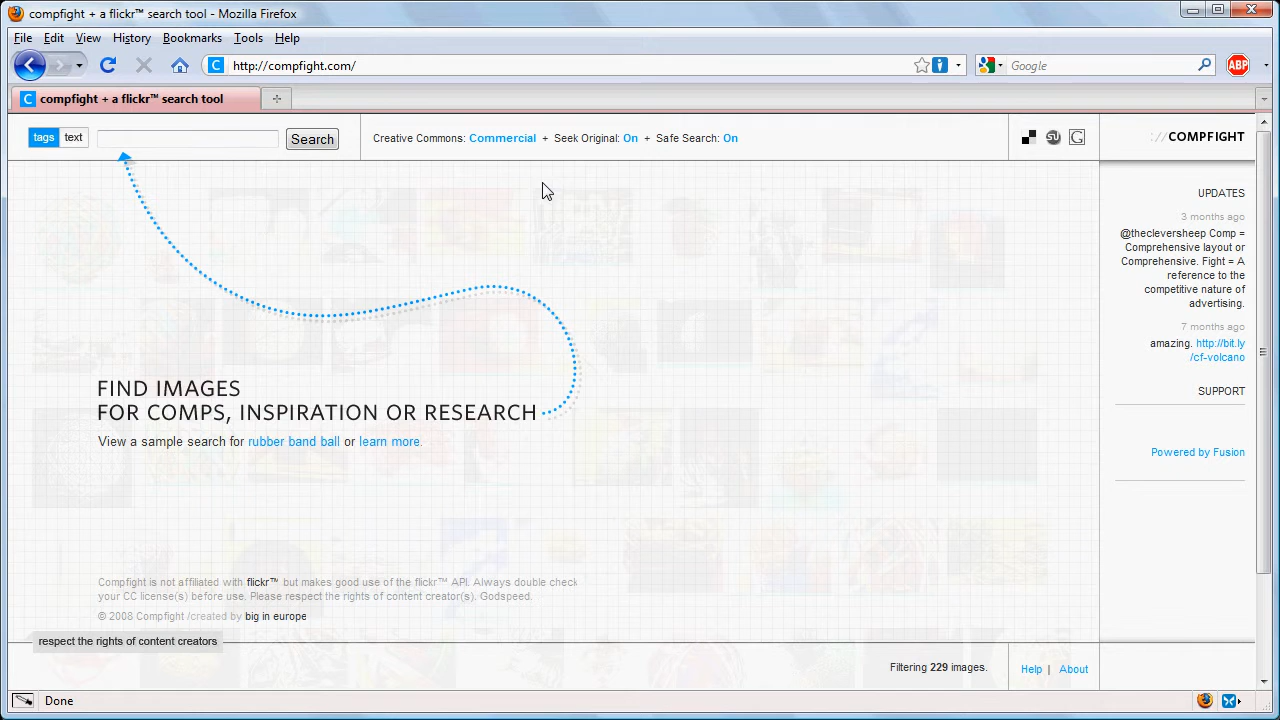 compfight + a flickr™ search tool - Mozilla Firefox
File Edit View History Bookmarks Tools Help
http://compfight.com/
Google
ABP
compfight + a flickr™ search tool
tags text
Search
Creative Commons: Commercial + Seek Original: On + Safe Search: On
:// COMPFIGHT
UPDATES
3 months ago
@thecleversheep Comp =
Comprehensive layout or
Comprehensive. Fight = A
reference to the
competitive nature of
advertising.
7 months ago
amazing. http://bit.ly
/cf-volcano
SUPPORT
Powered by Fusion
FIND IMAGES
FOR COMPS, INSPIRATION OR RESEARCH
View a sample search for rubber band ball or learn more.
Compfight is not affiliated with flickr™ but makes good use of the flickr™ API. Always double check
your CC license(s) before use. Please respect the rights of content creator(s). Godspeed.
© 2008 Compfight /created by big in europe
respect the rights of content creators
Filtering 229 images.
Help | About
Done